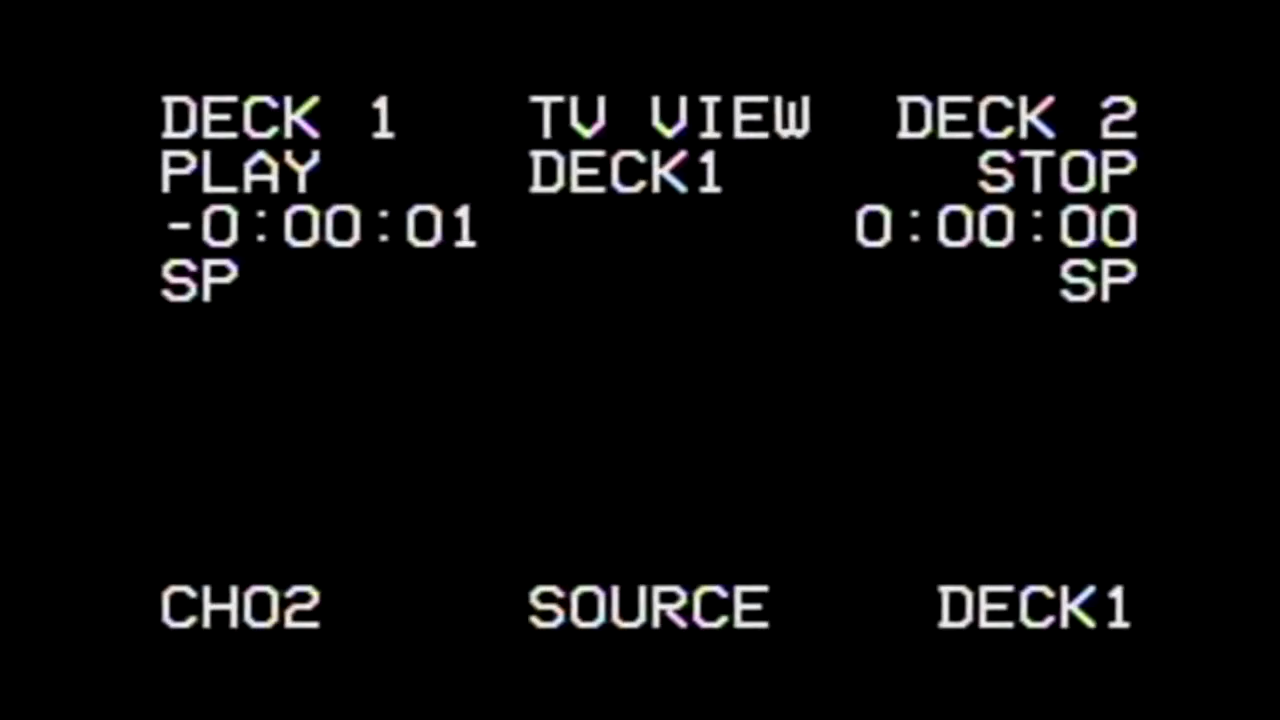 DECK 1 TV VIEW DECK 2
PLAY DECK1 STOP
-0:00:01 0:00:00
SP SP
CH02 SOURCE DECK1